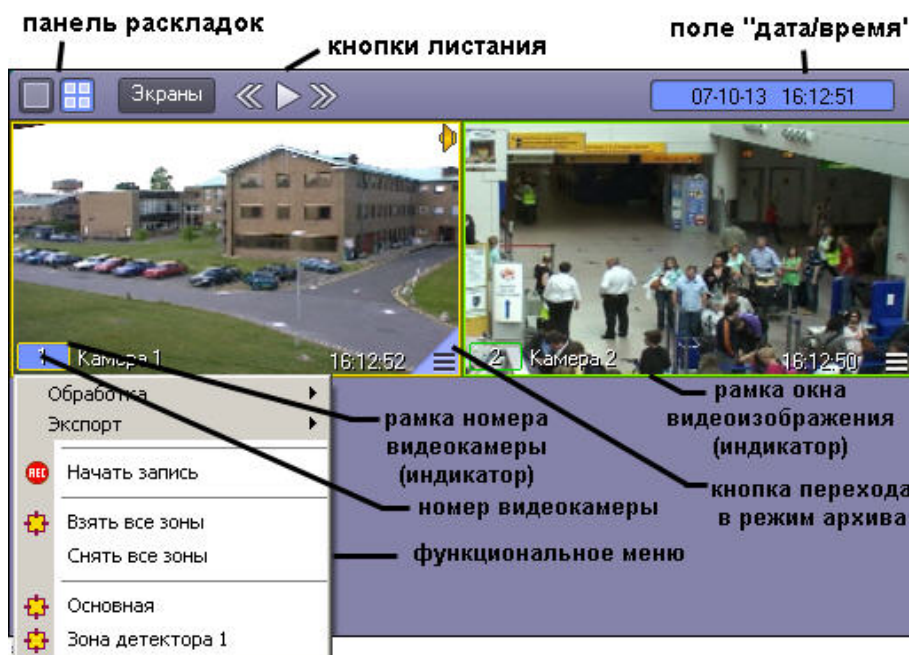 панель раскладок
кнопки листания
поле "дата/время"
Экраны
07-10-13 16:12:51
1 Камера 1 16:12:52
2 Камера 2 16:12:50
Обработка
Экспорт
Начать запись
REC
Взять все зоны
Снять все зоны
Основная
Зона детектора 1
рамка номера
видеокамеры
(индикатор)
номер видеокамеры
функциональное меню
рамка окна
видеоизображения
(индикатор)
кнопка перехода
в режим архива